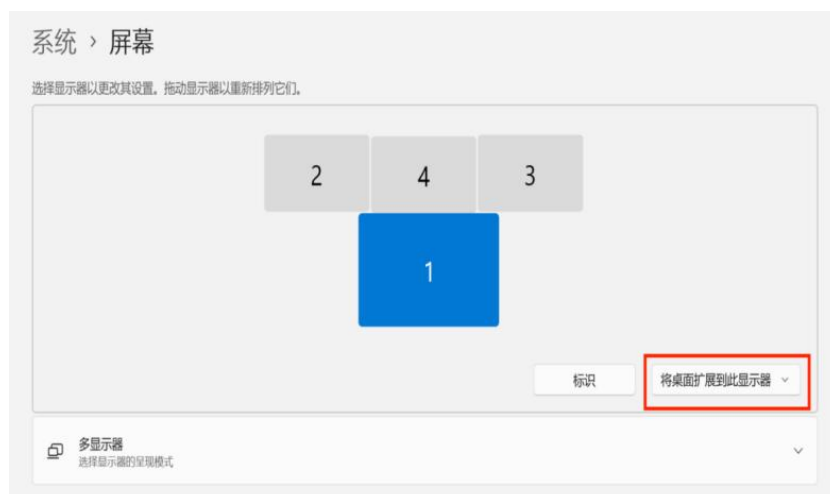 系统 › 屏幕
选择显示器以更改其设置。拖动显示器以重新排列它们。
2
4
3
1
标识
将桌面扩展到此显示器
多显示器
选择显示器的呈现模式